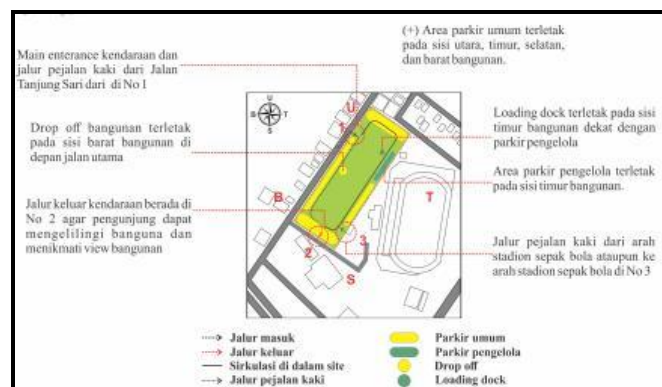 (+) Area parkir umum terletak
pada sisi utara, timur, selatan,
dan barat bangunan.
Main enterance kendaraan dan
jalur pejalan kaki dari Jalan
Tanjung Sari dari di No 1
Drop off bangunan terletak
pada sisi barat bangunan di
depan jalan utama
Jalur keluar kendaraan berada di
No 2 agar pengunjung dapat
mengelilingi banguna dan
menikmati view bangunan
U
B T
S
U
1
B
2
3
S
T
Loading dock terletak pada sisi
timur bangunan dekat dengan
parkir pengelola
Area parkir pengelola terletak
pada sisi timur bangunan.
Jalur pejalan kaki dari arah
stadion sepak bola ataupun ke
arah stadion sepak bola di No 3
Jalur masuk
Jalur keluar
Sirkulasi di dalam site
Jalur pejalan kaki
Parkir umum
Parkir pengelola
Drop off
Loading dock